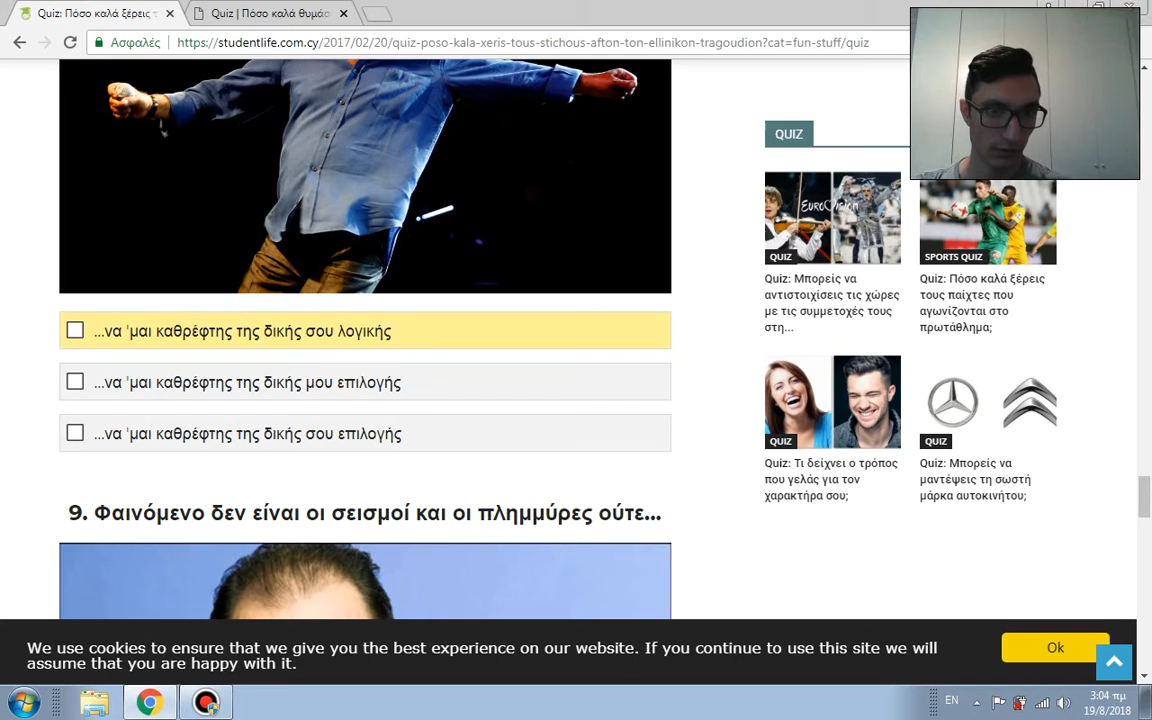 Quiz: Πόσο καλά ξέρεις τ
Quiz | Πόσο καλά θυμάσ
Ασφαλές
https://studentlife.com.cy/2017/02/20/quiz-poso-kala-xeris-tous-stichous-afton-ton-ellinikon-tragoudion?cat=fun-stuff/quiz
...να 'μαι καθρέφτης της δικής σου λογικής
...να 'μαι καθρέφτης της δικής μου επιλογής
...να 'μαι καθρέφτης της δικής σου επιλογής
9. Φαινόμενο δεν είναι οι σεισμοί και οι πλημμύρες ούτε...
QUIZ
EUROVISION
QUIZ
Quiz: Μπορείς να
αντιστοιχίσεις τις χώρες
με τις συμμετοχές τους
στη...
SPORTS QUIZ
Quiz: Πόσο καλά ξέρεις
τους παίχτες που
αγωνίζονται στο
πρωτάθλημα;
QUIZ
Quiz: Τι δείχνει ο τρόπος
που γελάς για τον
χαρακτήρα σου;
QUIZ
Quiz: Μπορείς να
μαντέψεις τη σωστή
μάρκα αυτοκινήτου;
We use cookies to ensure that we give you the best experience on our website. If you continue to use this site we will
assume that you are happy with it.
Ok
EN
3:04 πμ
19/8/2018